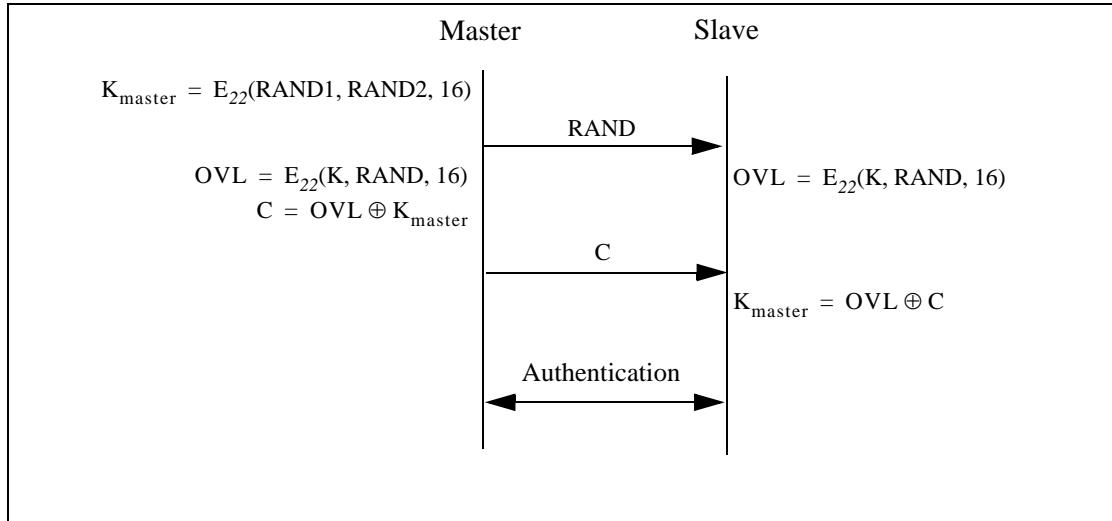 Master Slave
K_master = E_22(RAND1, RAND2, 16)
RAND
OVL = E_22(K, RAND, 16) OVL = E_22(K, RAND, 16)
C = OVL ⊕ K_master
C
K_master = OVL ⊕ C
Authentication